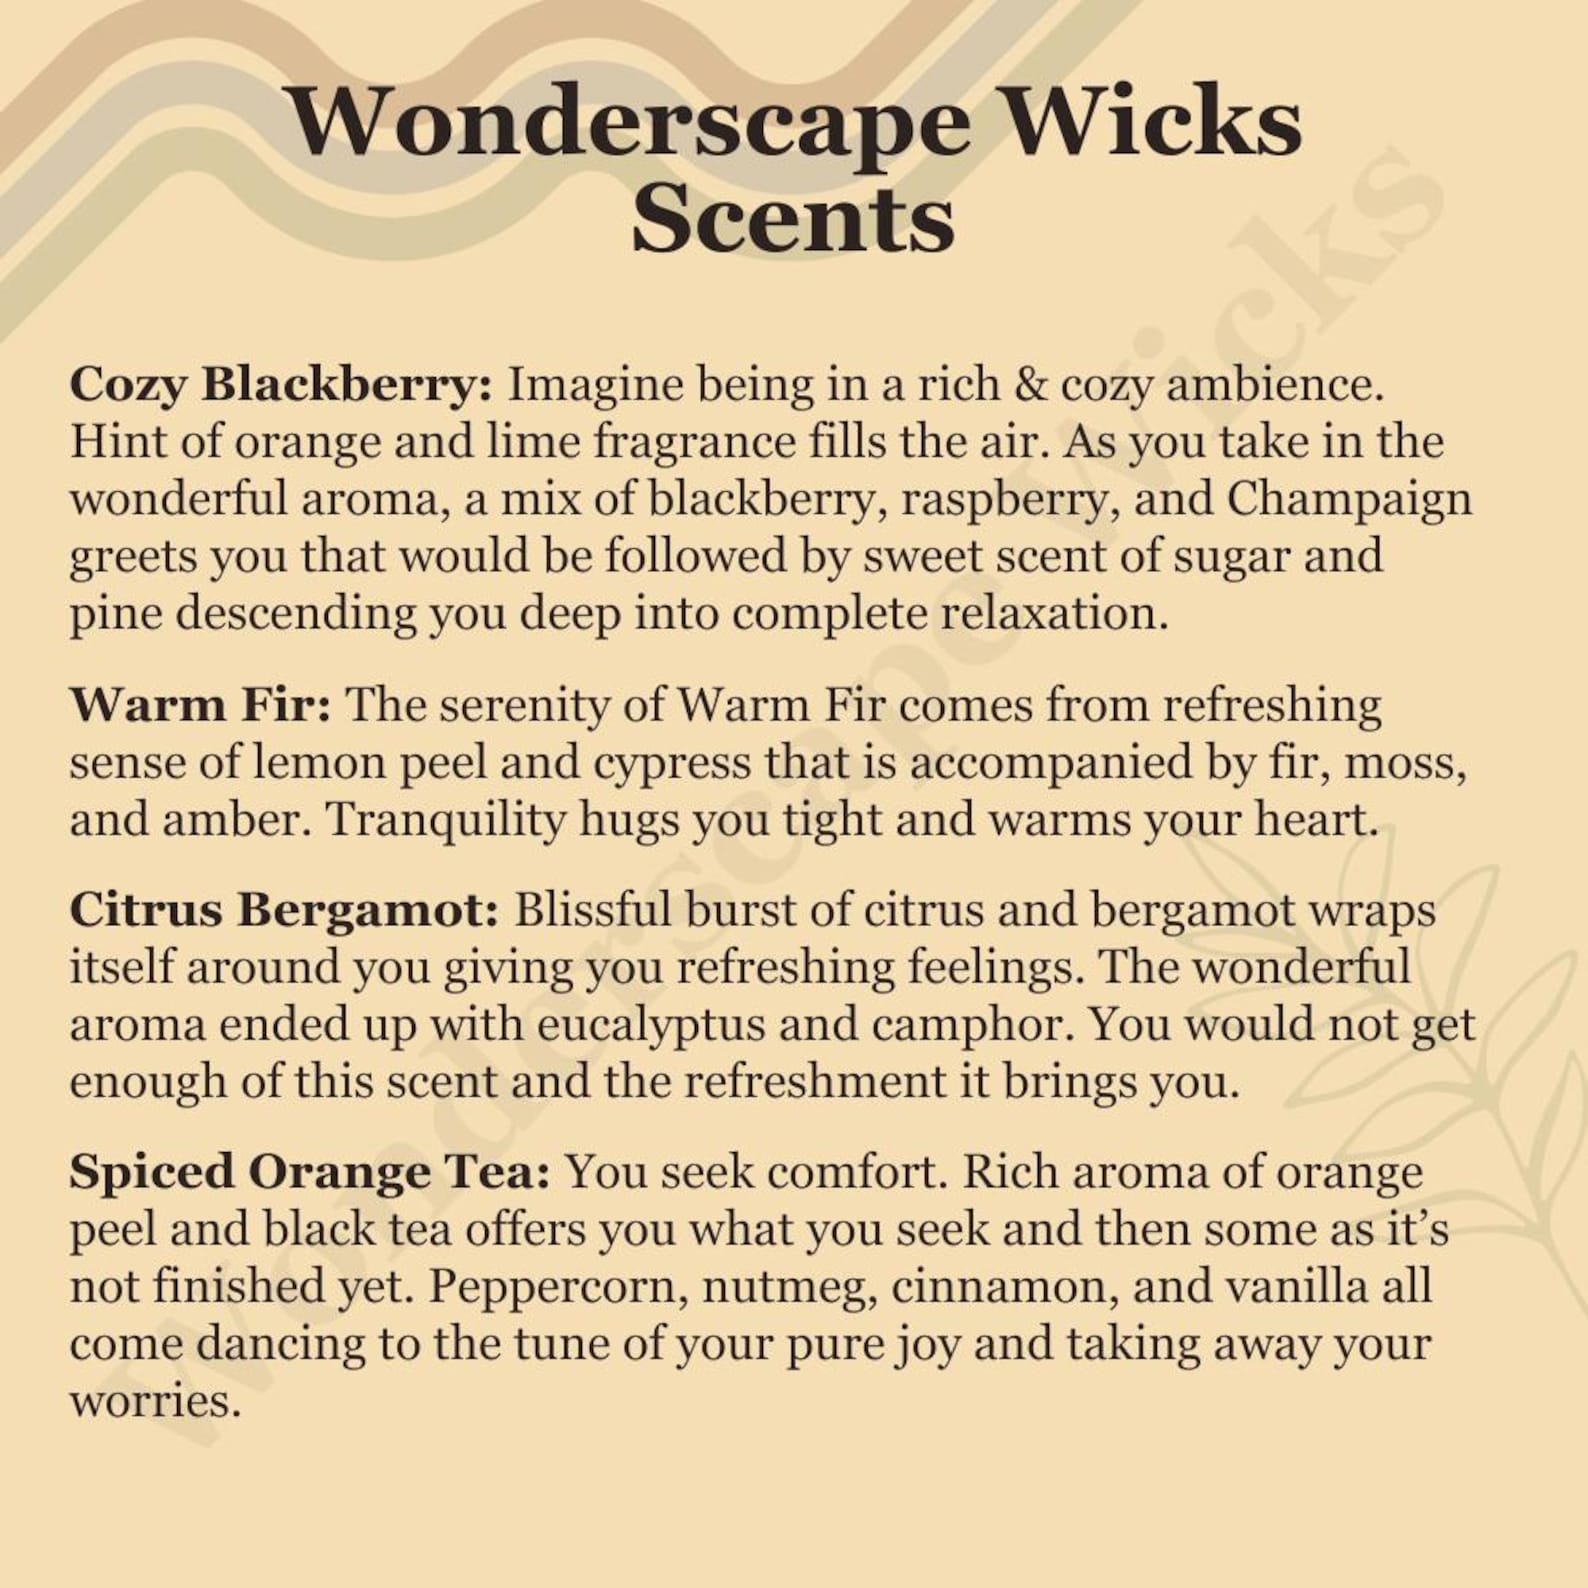 Wonderscape Wicks
Scents
Cozy Blackberry: Imagine being in a rich & cozy ambience.
Hint of orange and lime fragrance fills the air. As you take in the
wonderful aroma, a mix of blackberry, raspberry, and Champaign
greets you that would be followed by sweet scent of sugar and
pine descending you deep into complete relaxation.
Warm Fir: The serenity of Warm Fir comes from refreshing
sense of lemon peel and cypress that is accompanied by fir, moss,
and amber. Tranquility hugs you tight and warms your heart.
Citrus Bergamot: Blissful burst of citrus and bergamot wraps
itself around you giving you refreshing feelings. The wonderful
aroma ended up with eucalyptus and camphor. You would not get
enough of this scent and the refreshment it brings you.
Spiced Orange Tea: You seek comfort. Rich aroma of orange
peel and black tea offers you what you seek and then some as it’s
not finished yet. Peppercorn, nutmeg, cinnamon, and vanilla all
come dancing to the tune of your pure joy and taking away your
worries.
Wonderscape Wicks